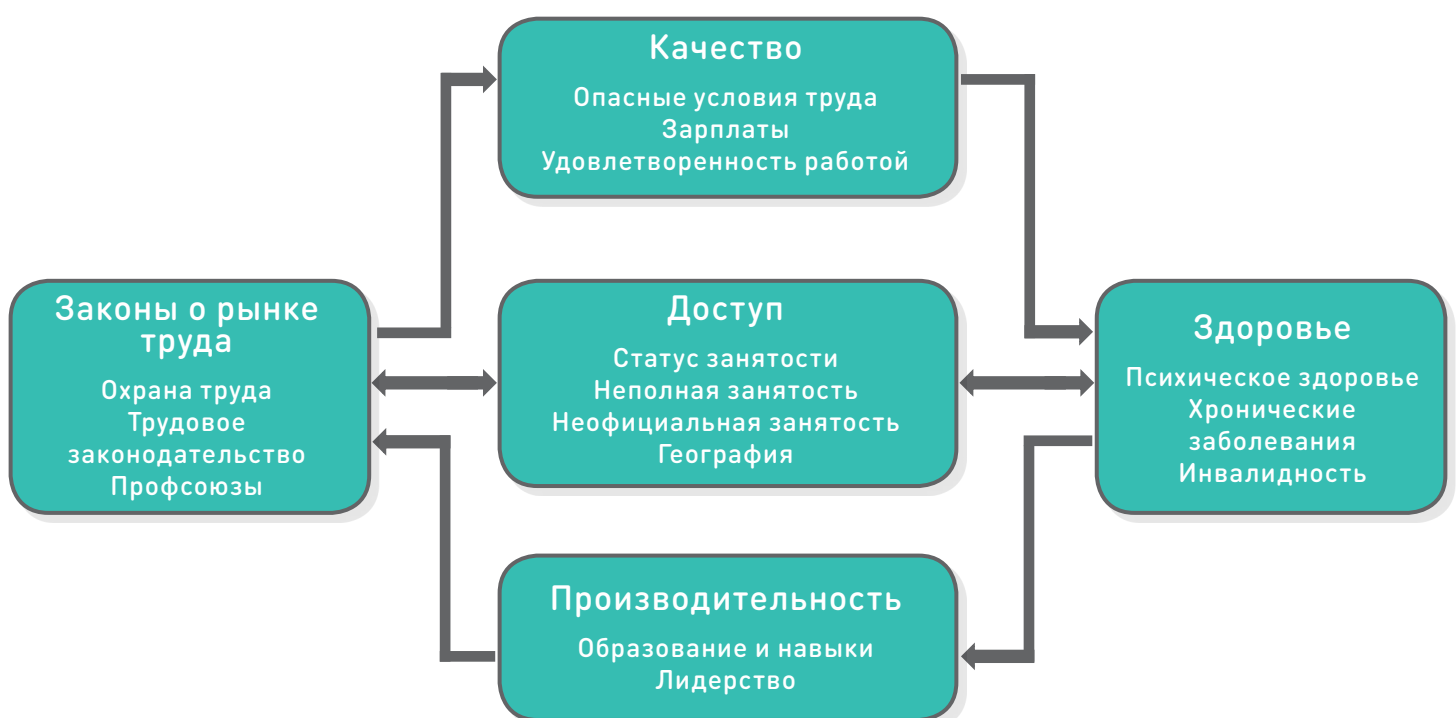 Качество
Опасные условия труда
Зарплаты
Удовлетворенность работой
Законы о рынке
труда
Охрана труда
Трудовое
законодательство
Профсоюзы
Доступ
Статус занятости
Неполная занятость
Неофициальная занятость
География
Здоровье
Психическое здоровье
Хронические
заболевания
Инвалидность
Производительность
Образование и навыки
Лидерство